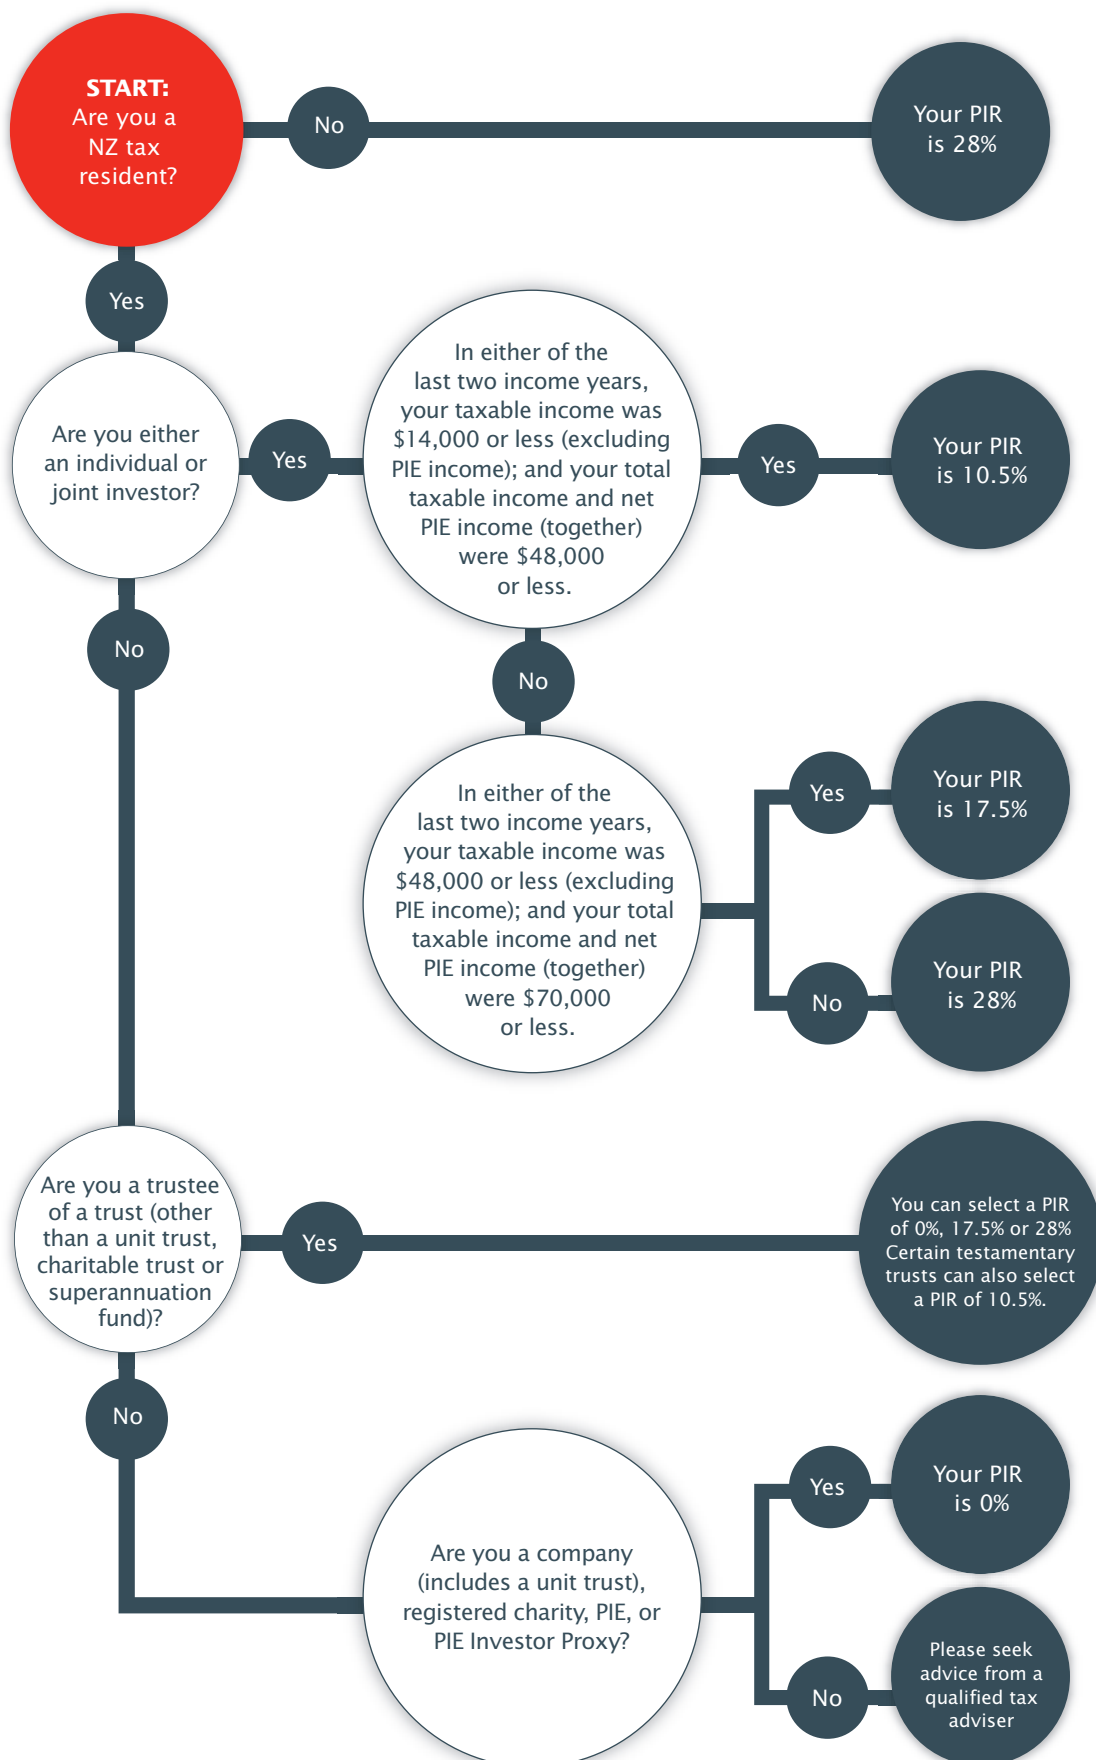 START:
Are you a
NZ tax
resident?
No
Your PIR
is 28%
Yes
Are you either
an individual or
joint investor?
Yes
In either of the
last two income years,
your taxable income was
$14,000 or less (excluding
PIE income); and your total
taxable income and net
PIE income (together)
were $48,000
or less.
Yes
Your PIR
is 10.5%
No
No
In either of the
last two income years,
your taxable income was
$48,000 or less (excluding
PIE income); and your total
taxable income and net
PIE income (together)
were $70,000
or less.
Yes
Your PIR
is 17.5%
No
Your PIR
is 28%
Are you a trustee
of a trust (other
than a unit trust,
charitable trust or
superannuation
fund)?
Yes
You can select a PIR
of 0%, 17.5% or 28%
Certain testamentary
trusts can also select
a PIR of 10.5%.
No
Are you a company
(includes a unit trust),
registered charity, PIE, or
PIE Investor Proxy?
Yes
Your PIR
is 0%
No
Please seek
advice from a
qualified tax
adviser